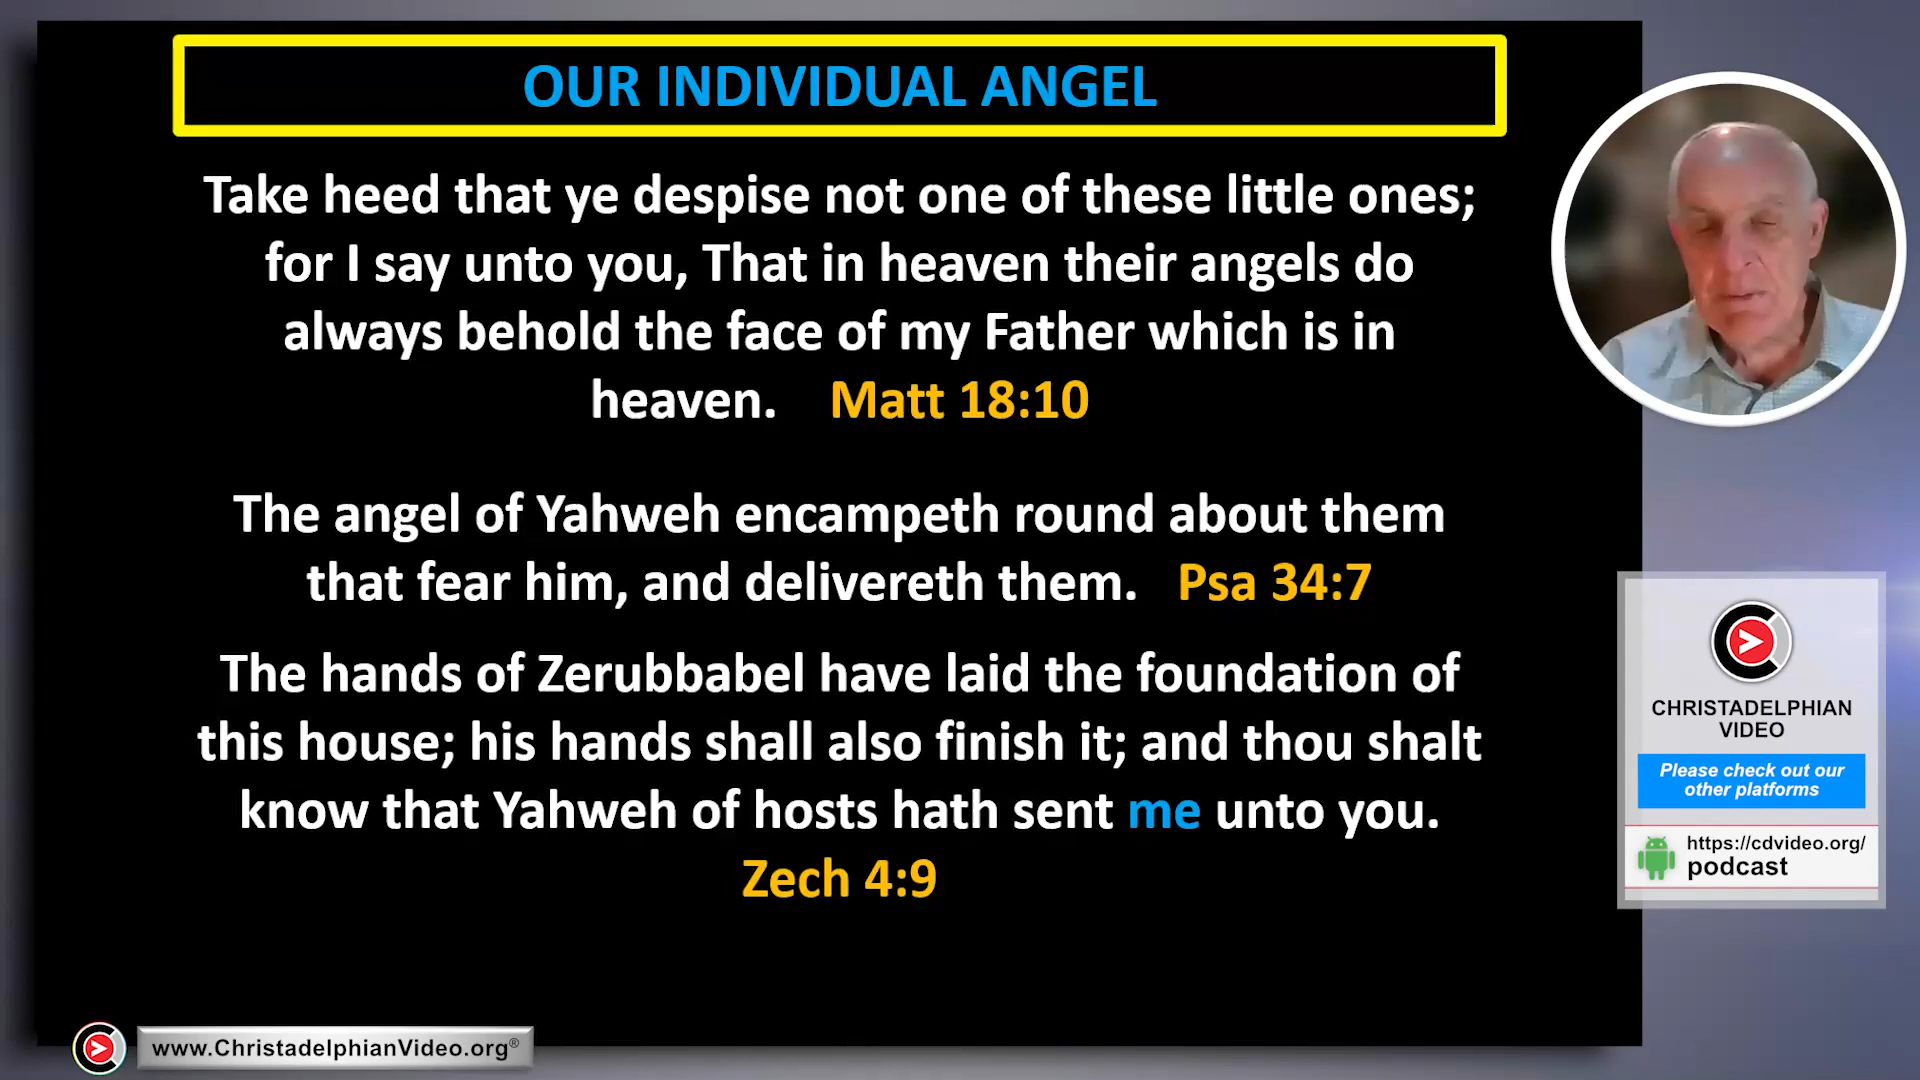 OUR INDIVIDUAL ANGEL
Take heed that ye despise not one of these little ones;
for I say unto you, That in heaven their angels do
always behold the face of my Father which is in
heaven. Matt 18:10
The angel of Yahweh encampeth round about them
that fear him, and delivereth them. Psa 34:7
The hands of Zerubbabel have laid the foundation of
this house; his hands shall also finish it; and thou shalt
know that Yahweh of hosts hath sent me unto you.
Zech 4:9
CHRISTADELPHIAN
VIDEO
Please check out our
other platforms
https://cdvideo.org/
podcast
www.ChristadelphianVideo.org®